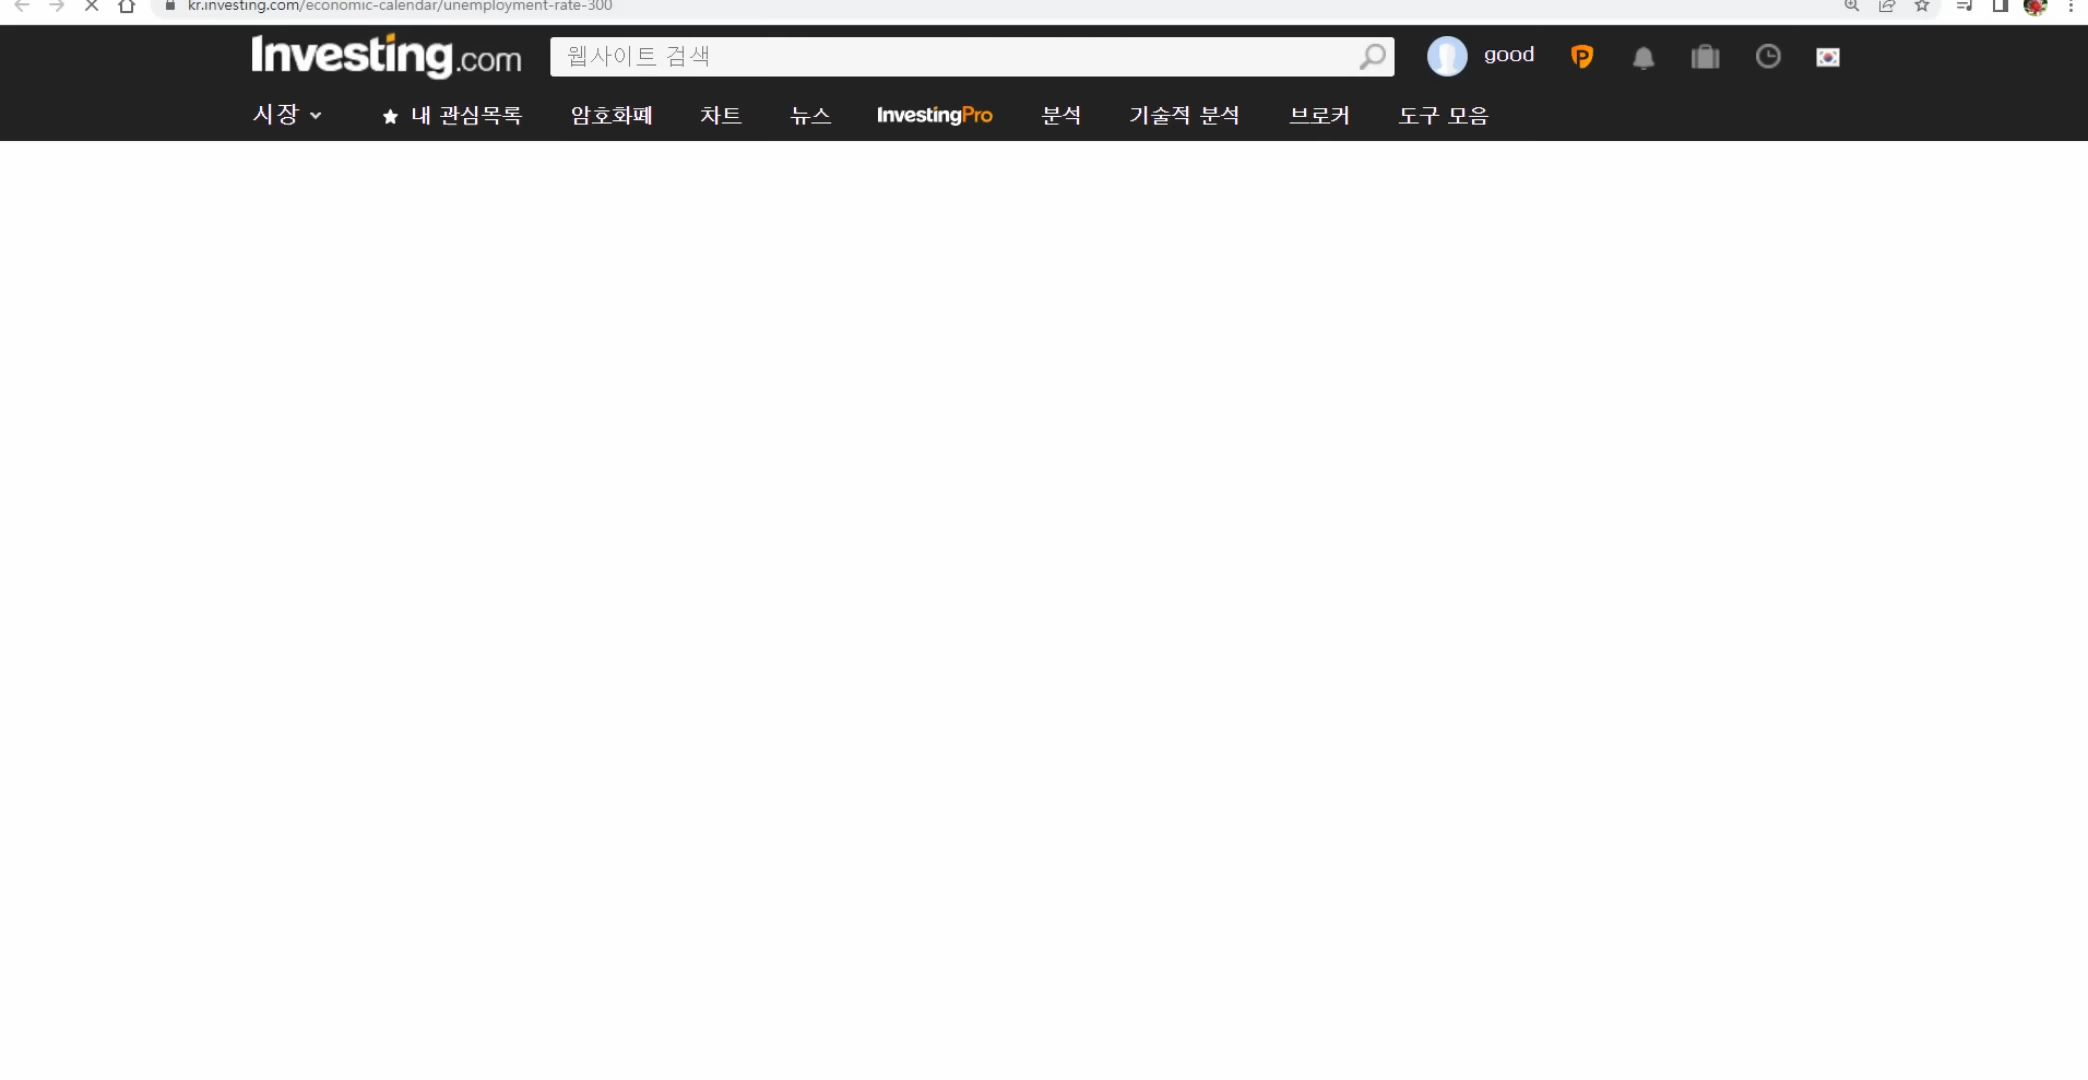 kr.investing.com/economic-calendar/unemployment-rate-300
Investing.com 웹사이트 검색 good
시장 내 관심목록 암호화폐 차트 뉴스 InvestingPro 분석 기술적 분석 브로커 도구 모음